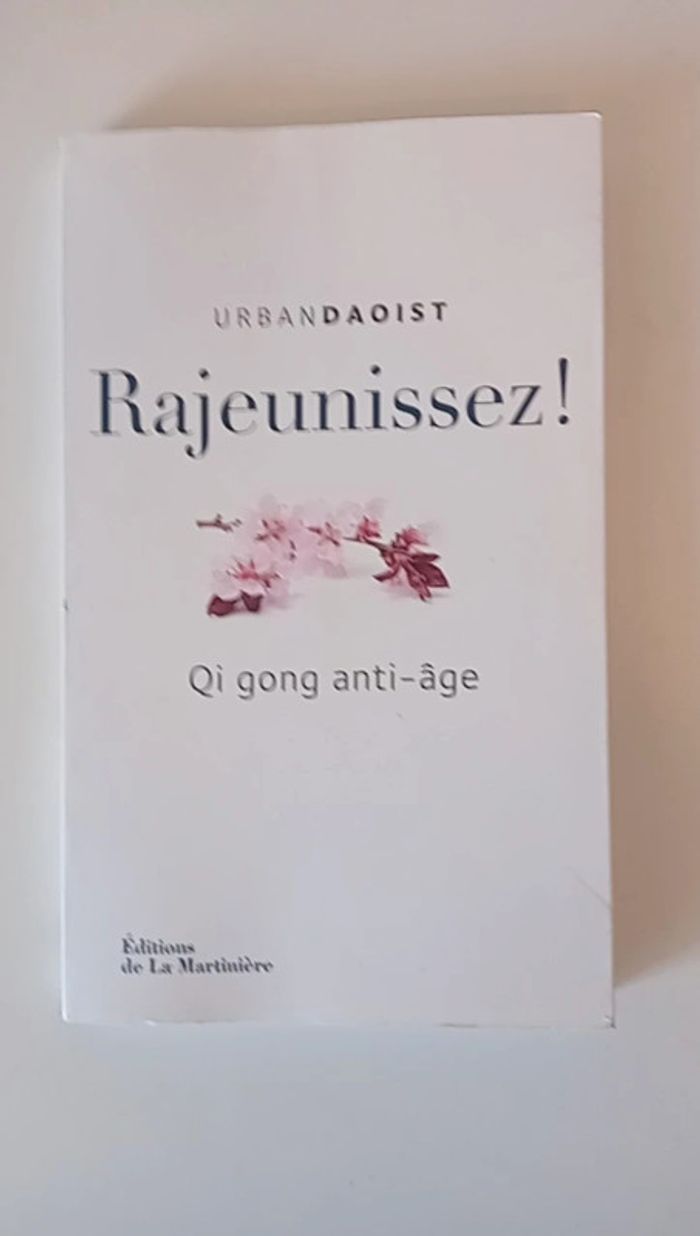 URBANDAOIST
Rajeunissez!
Qi gong anti-âge
Éditions
de La Martinière